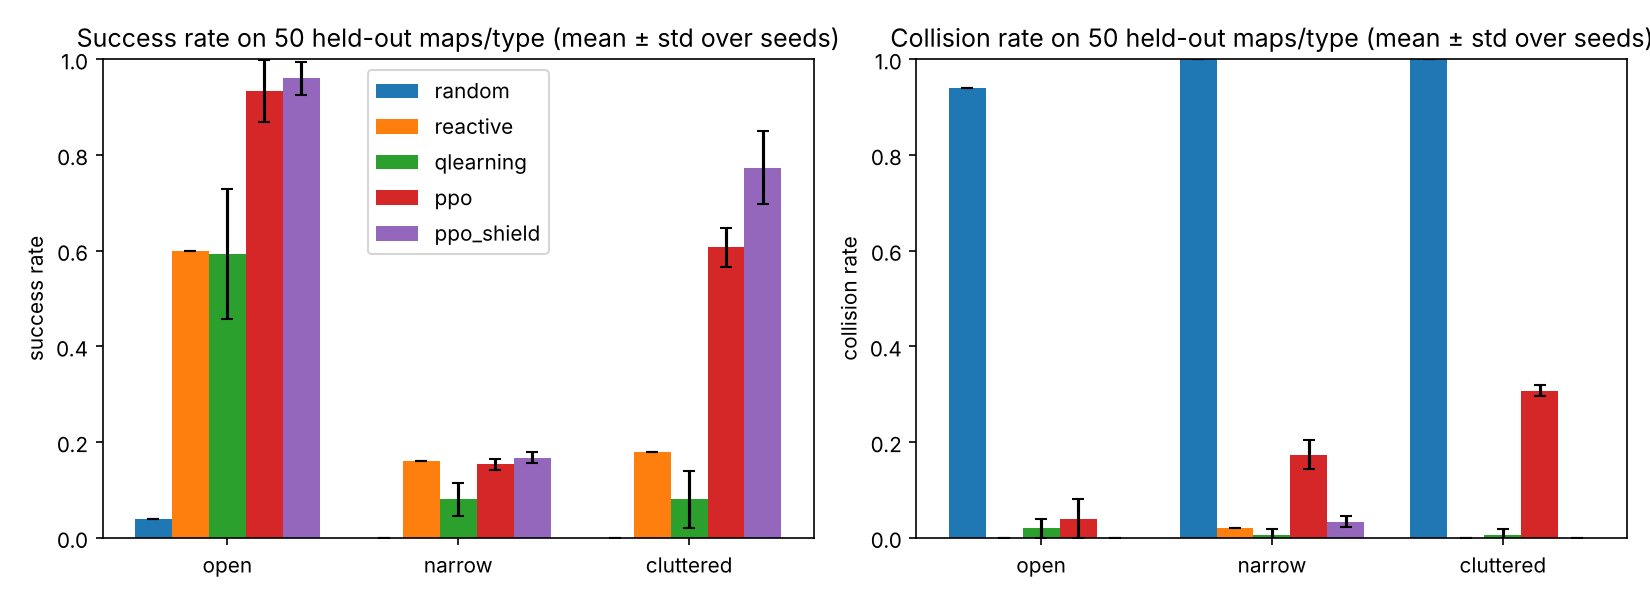 Success rate on 50 held-out maps/type (mean ± std over seeds)
success rate
1.0
0.8
0.6
0.4
0.2
0.0
random
reactive
qlearning
ppo
ppo_shield
open
narrow
cluttered
Collision rate on 50 held-out maps/type (mean ± std over seeds)
collision rate
1.0
0.8
0.6
0.4
0.2
0.0
open
narrow
cluttered